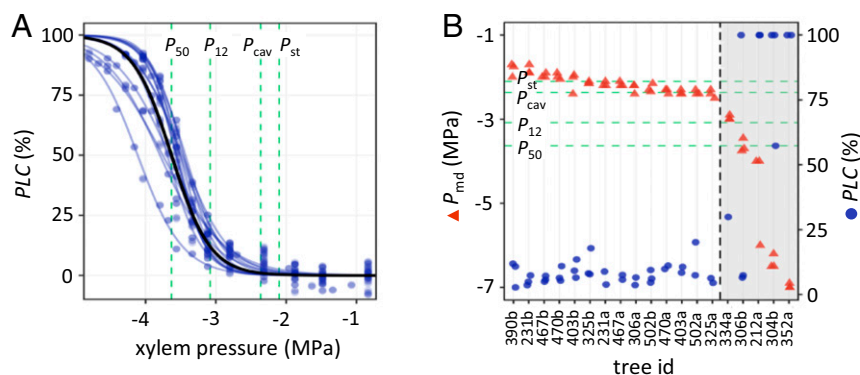 A
P50 P12 Pcav Pst
100
75
50
25
0
PLC (%)
-4 -3 -2 -1
xylem pressure (MPa)
B
-1
-3
-5
-7
▲ Pmd (MPa)
Pst
Pcav
P12
P50
100
75
50
25
0
● PLC (%)
390b 231b 467b 470b 403b 325b 231a 467a 306a 502b 470a 403a 502a 325a 334a 306b 212a 304b 352a
tree id